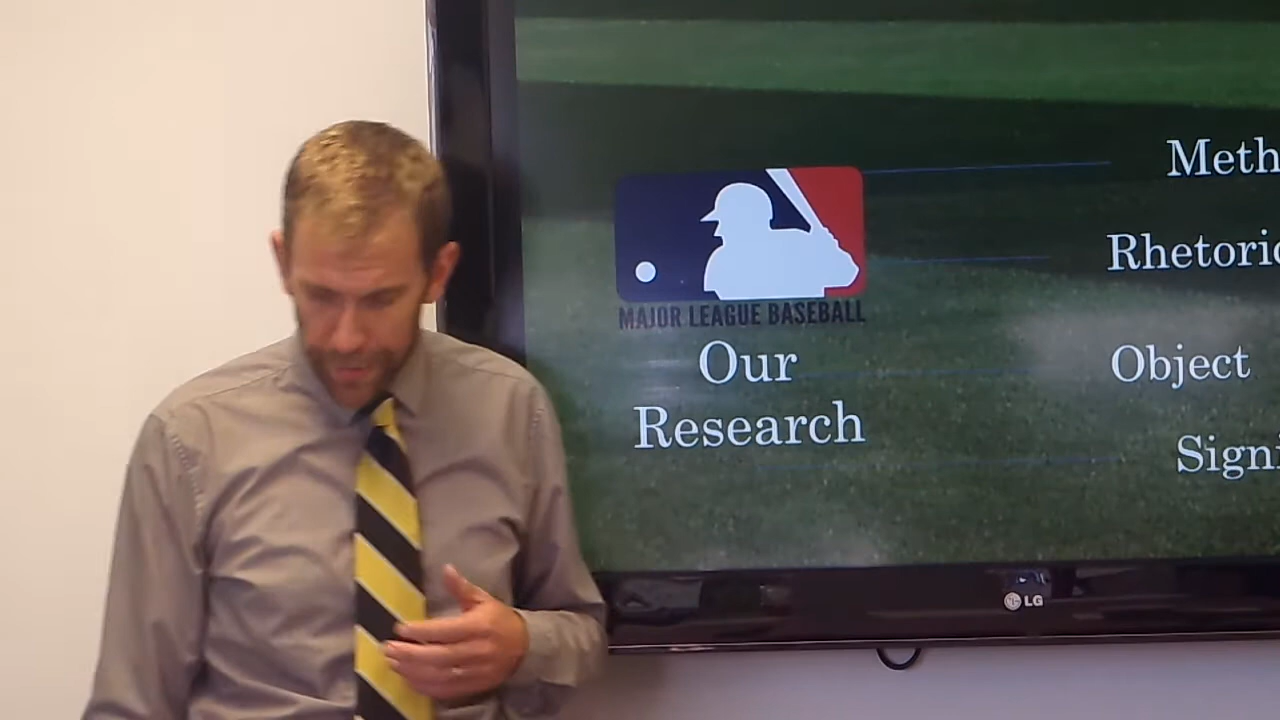 Meth
Rhetoric
MAJOR LEAGUE BASEBALL
Our
Research
Object
Signi
LG